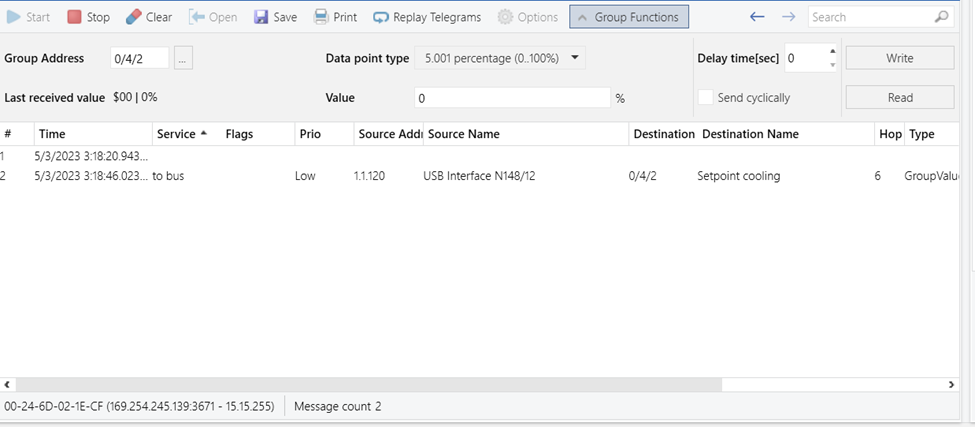 Start Stop Clear Open Save Print Replay Telegrams Options Group Functions Search
Group Address 0/4/2 ... Data point type 5.001 percentage (0..100%) Delay time[sec] 0 Write
Last received value $00 | 0% Value 0 % Send cyclically Read
# Time Service Flags Prio Source Addr Source Name Destination Destination Name Hop Type
1 5/3/2023 3:18:20.943...
2 5/3/2023 3:18:46.023... to bus Low 1.1.120 USB Interface N148/12 0/4/2 Setpoint cooling 6 GroupValue
00-24-6D-02-1E-CF (169.254.245.139:3671 - 15.15.255) Message count 2